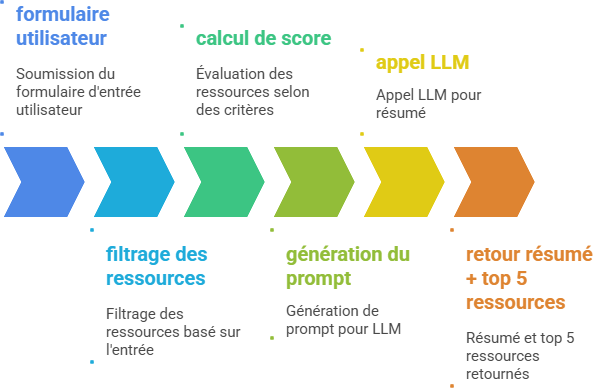 formulaire
utilisateur
Soumission du
formulaire d'entrée
utilisateur
calcul de score
Évaluation des
ressources selon
des critères
appel LLM
Appel LLM pour
résumé
filtrage des
ressources
Filtrage des
ressources basé sur
l'entrée
génération du
prompt
Génération de
prompt pour LLM
retour résumé
+ top 5
ressources
Résumé et top 5
ressources
retournés